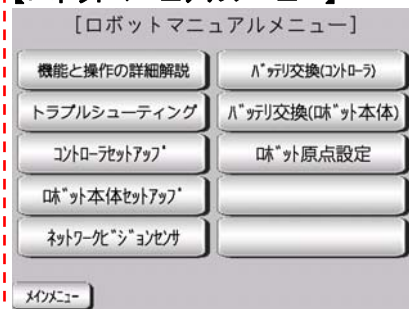 [ロボットマニュアルメニュー]
機能と操作の詳細解説
バッテリ交換(コントローラ)
トラブルシューティング
バッテリ交換(ロボット本体)
コントローラセットアップ
ロボット原点設定
ロボット本体セットアップ
ネットワークビジョンセンサ
メインメニュー